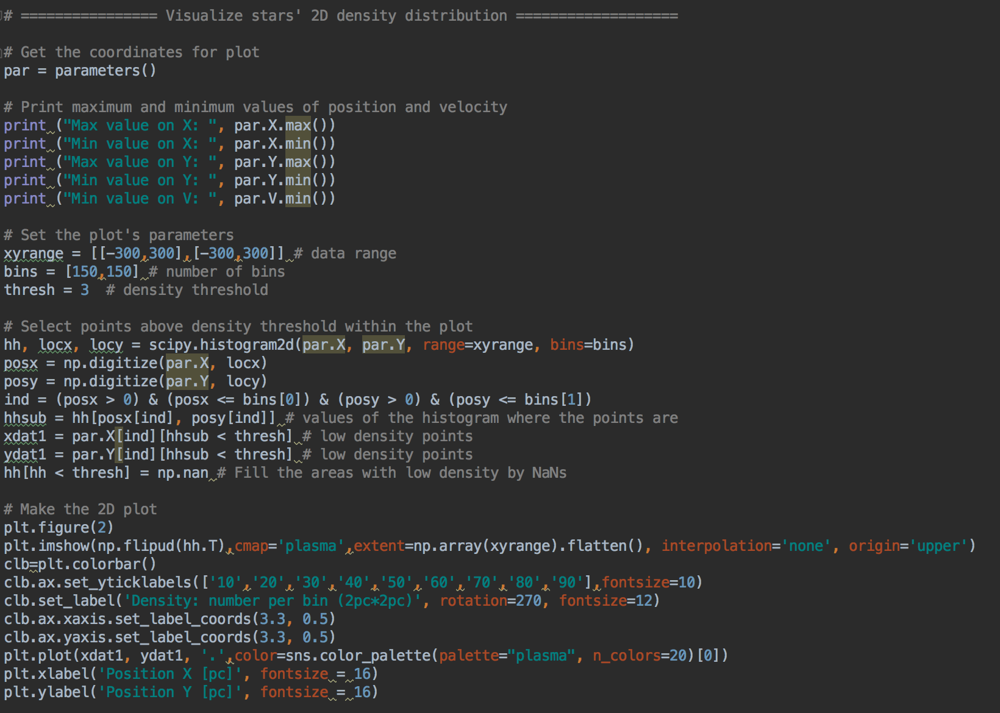 # ================ Visualize stars' 2D density distribution ===================
# Get the coordinates for plot
par = parameters()
# Print maximum and minimum values of position and velocity
print ("Max value on X: ", par.X.max())
print ("Min value on X: ", par.X.min())
print ("Max value on Y: ", par.Y.max())
print ("Min value on Y: ", par.Y.min())
print ("Min value on V: ", par.V.min())
# Set the plot's parameters
xyrange = [[-300,300],[-300,300]] # data range
bins = [150,150] # number of bins
thresh = 3  # density threshold
# Select points above density threshold within the plot
hh, locx, locy = scipy.histogram2d(par.X, par.Y, range=xyrange, bins=bins)
posx = np.digitize(par.X, locx)
posy = np.digitize(par.Y, locy)
ind = (posx > 0) & (posx <= bins[0]) & (posy > 0) & (posy <= bins[1])
hhsub = hh[posx[ind], posy[ind]] # values of the histogram where the points are
xdat1 = par.X[ind][hhsub < thresh] # low density points
ydat1 = par.Y[ind][hhsub < thresh] # low density points
hh[hh < thresh] = np.nan # Fill the areas with low density by NaNs
# Make the 2D plot
plt.figure(2)
plt.imshow(np.flipud(hh.T),cmap='plasma',extent=np.array(xyrange).flatten(), interpolation='none', origin='upper')
clb=plt.colorbar()
clb.ax.set_yticklabels(['10','20','30','40','50','60','70','80','90'],fontsize=10)
clb.set_label('Density: number per bin (2pc*2pc)', rotation=270, fontsize=12)
clb.ax.xaxis.set_label_coords(3.3, 0.5)
clb.ax.yaxis.set_label_coords(3.3, 0.5)
plt.plot(xdat1, ydat1, '.',color=sns.color_palette(palette="plasma", n_colors=20)[0])
plt.xlabel('Position X [pc]', fontsize = 16)
plt.ylabel('Position Y [pc]', fontsize = 16)